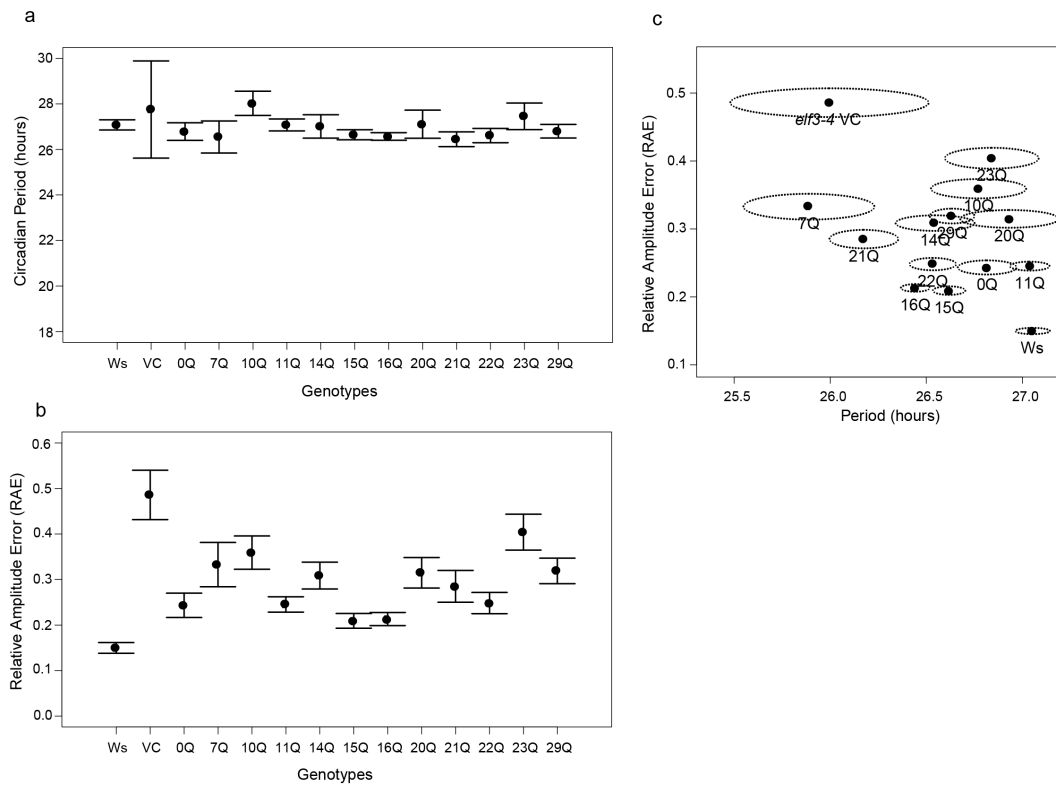 a
30
28
26
24
22
20
18
Circadian Period (hours)
Ws VC 0Q 7Q 10Q 11Q 14Q 15Q 16Q 20Q 21Q 22Q 23Q 29Q
Genotypes
b
0.6
0.5
0.4
0.3
0.2
0.1
0.0
Relative Amplitude Error (RAE)
Ws VC 0Q 7Q 10Q 11Q 14Q 15Q 16Q 20Q 21Q 22Q 23Q 29Q
Genotypes
c
0.5
0.4
0.3
0.2
0.1
Relative Amplitude Error (RAE)
elf3-4 VC
23Q
10Q
7Q
14Q
29Q
20Q
21Q
22Q
0Q
11Q
16Q
15Q
Ws
25.5 26.0 26.5 27.0
Period (hours)